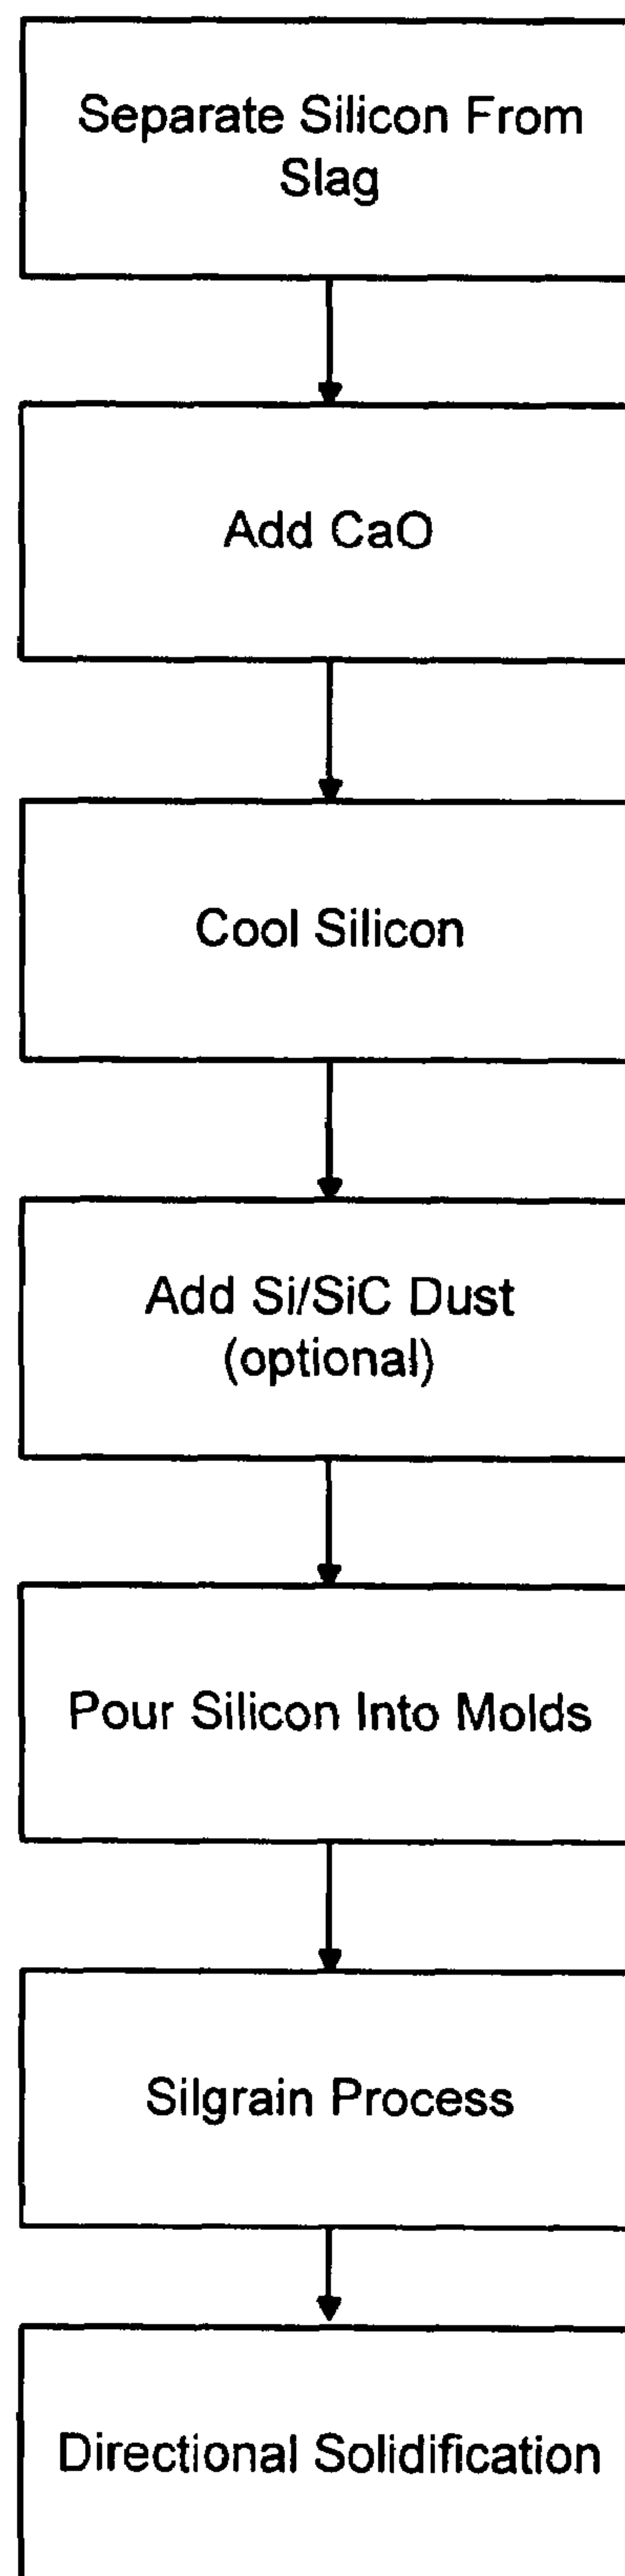 Separate Silicon From
Slag
Add CaO
Cool Silicon
Add Si/SiC Dust
(optional)
Pour Silicon Into Molds
Silgrain Process
Directional Solidification